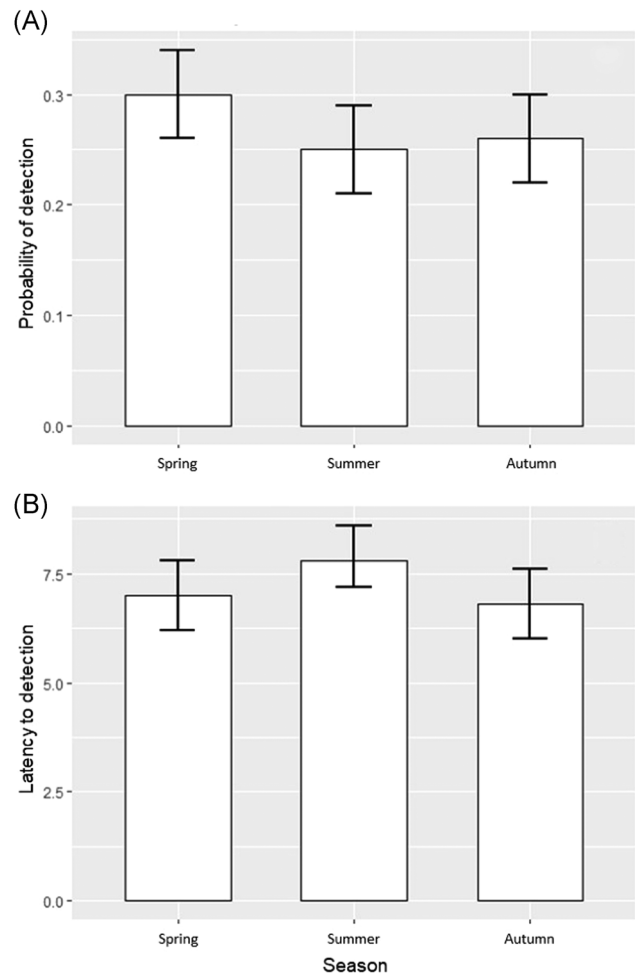 (A)
Probability of detection
0.3
0.2
0.1
0.0
Spring Summer Autumn
(B)
Latency to detection
7.5
5.0
2.5
0.0
Spring Summer Autumn
Season